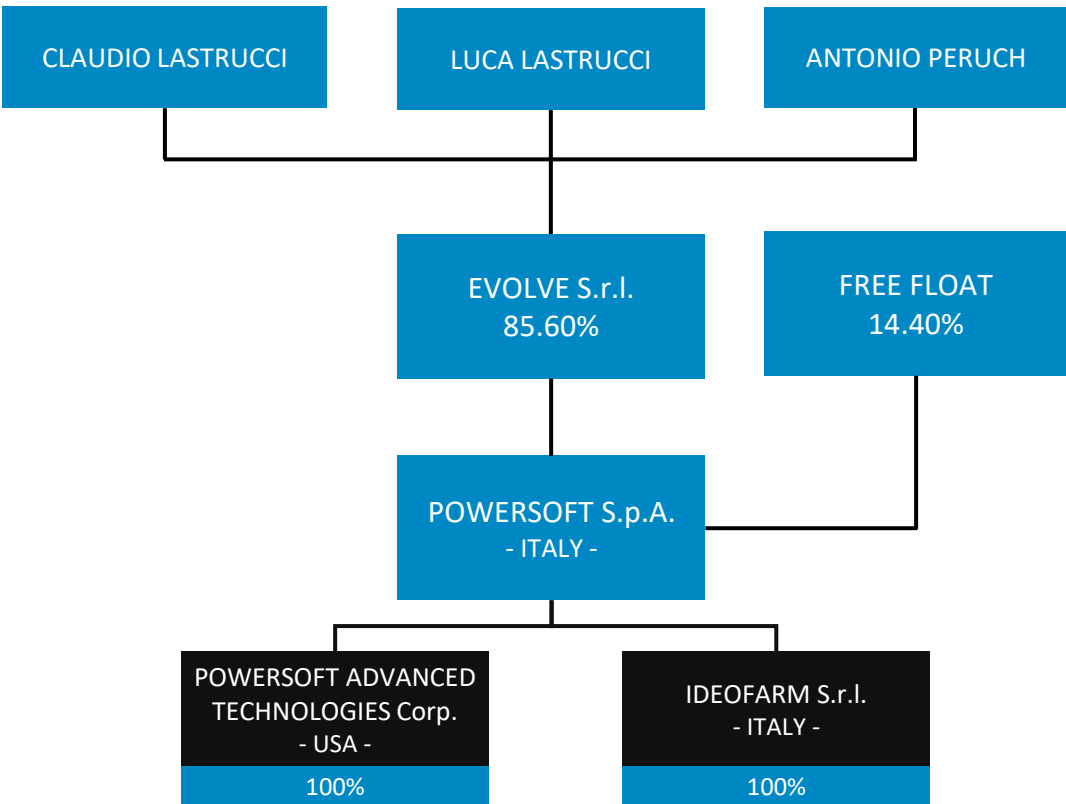 CLAUDIO LASTRUCCI
LUCA LASTRUCCI
ANTONIO PERUCH
EVOLVE S.r.l.
85.60%
FREE FLOAT
14.40%
POWERSOFT S.p.A.
- ITALY -
POWERSOFT ADVANCED
TECHNOLOGIES Corp.
- USA -
100%
IDEOFARM S.r.l.
- ITALY -
100%